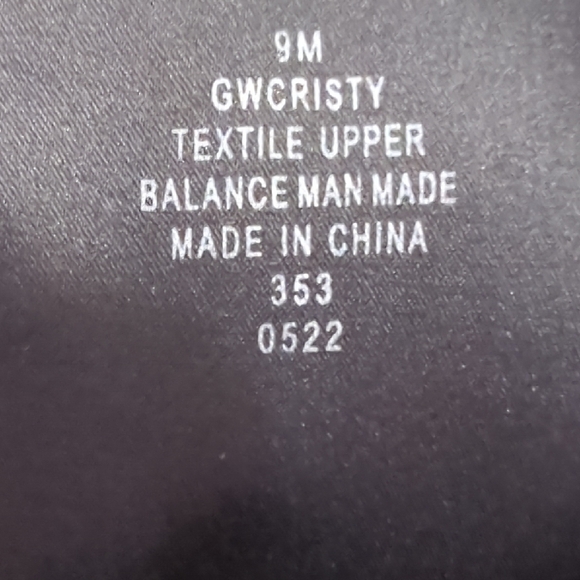 9M
GWCRISTY
TEXTILE UPPER
BALANCE MAN MADE
MADE IN CHINA
353
0522